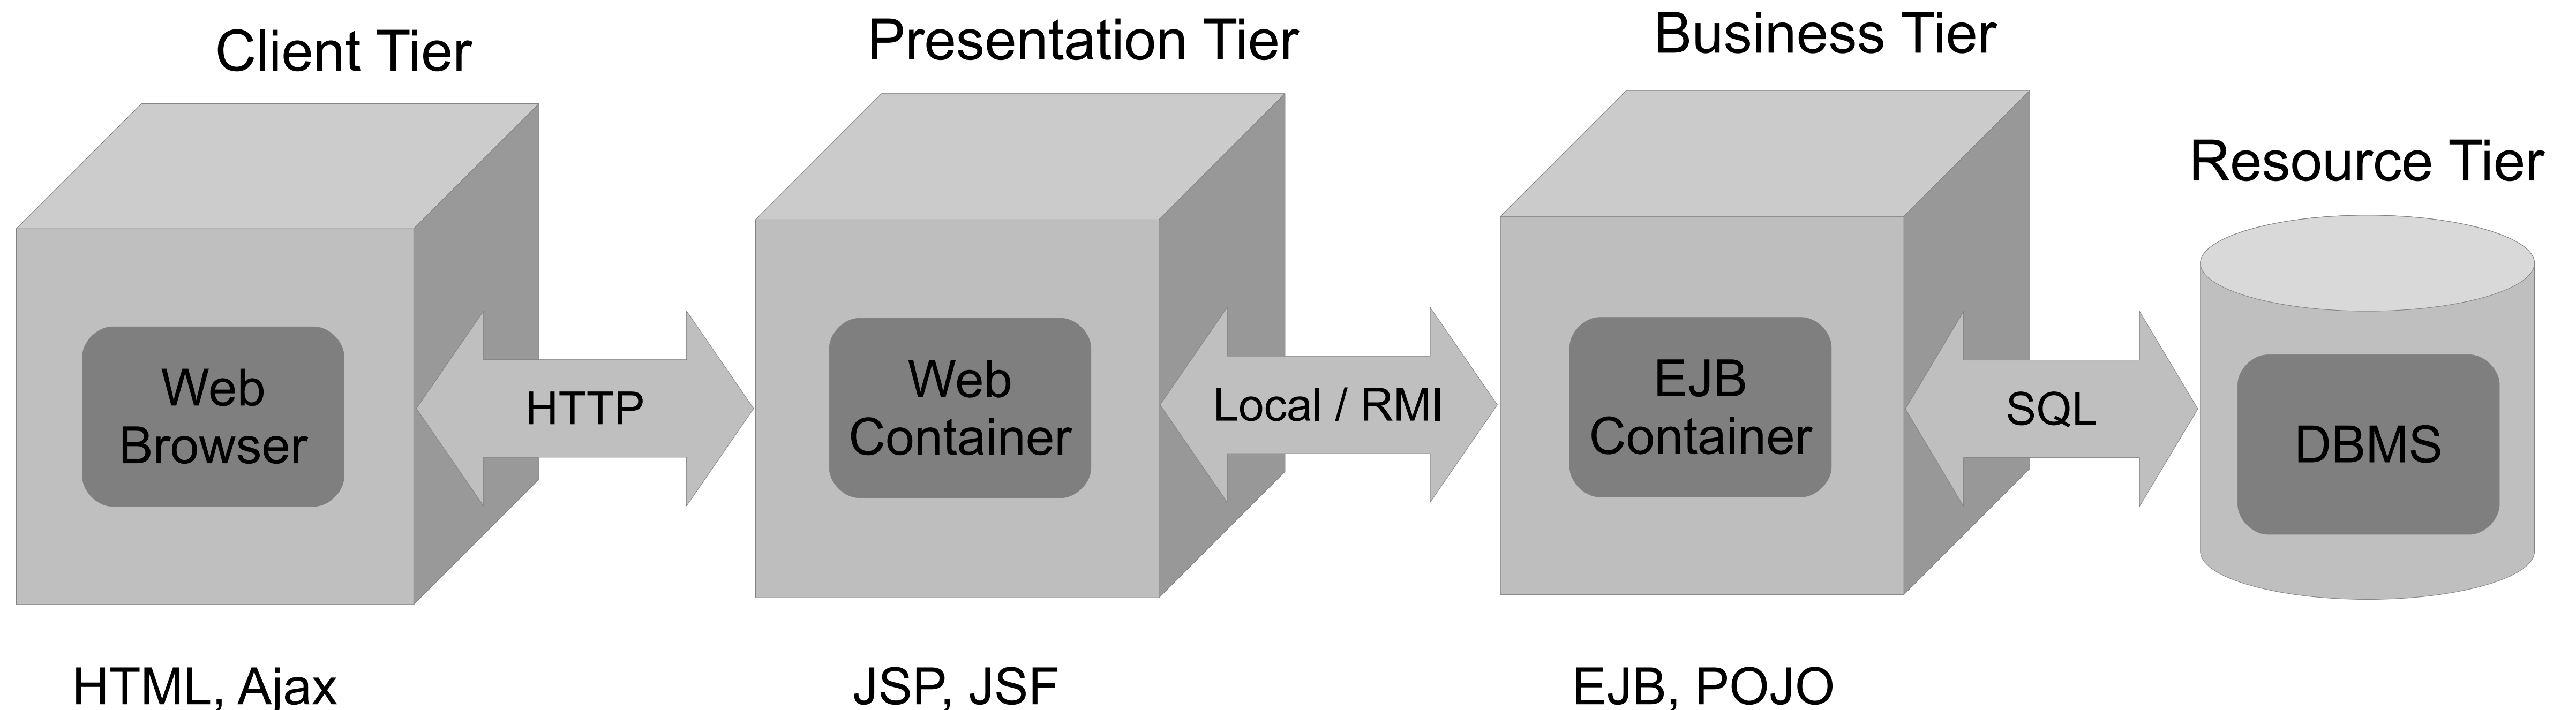 Client Tier
Presentation Tier
Business Tier
Resource Tier
Web
Browser
HTTP
Web
Container
Local / RMI
EJB
Container
SQL
DBMS
HTML, Ajax
JSP, JSF
EJB, POJO